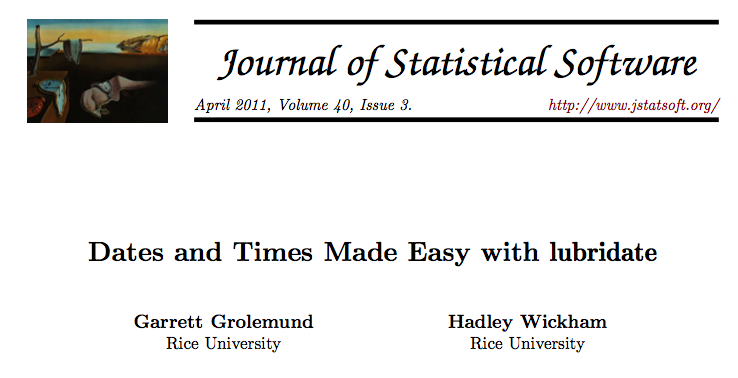 Journal of Statistical Software
April 2011, Volume 40, Issue 3.
http://www.jstatsoft.org/
Dates and Times Made Easy with lubridate
Garrett Grolemund
Rice University
Hadley Wickham
Rice University